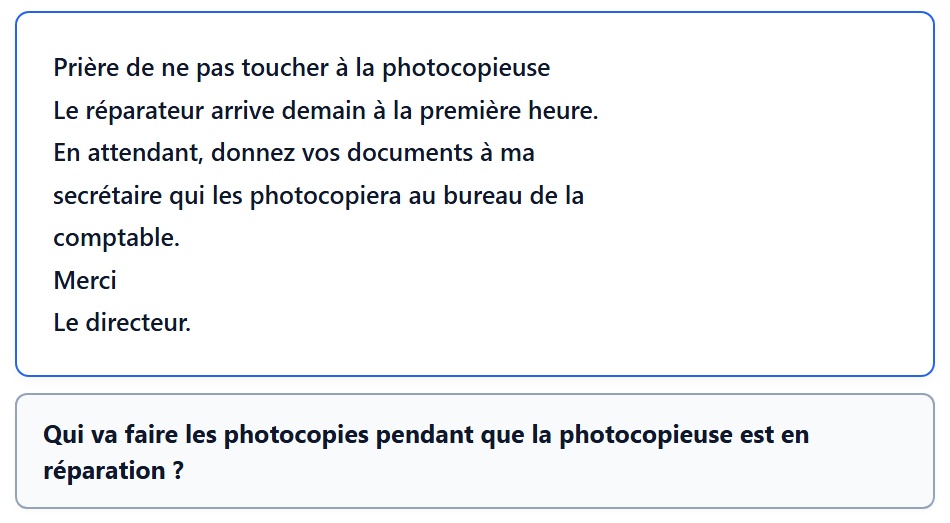 Prière de ne pas toucher à la photocopieuse
Le réparateur arrive demain à la première heure.
En attendant, donnez vos documents à ma
secrétaire qui les photocopiera au bureau de la
comptable.
Merci
Le directeur.
Qui va faire les photocopies pendant que la photocopieuse est en
réparation ?